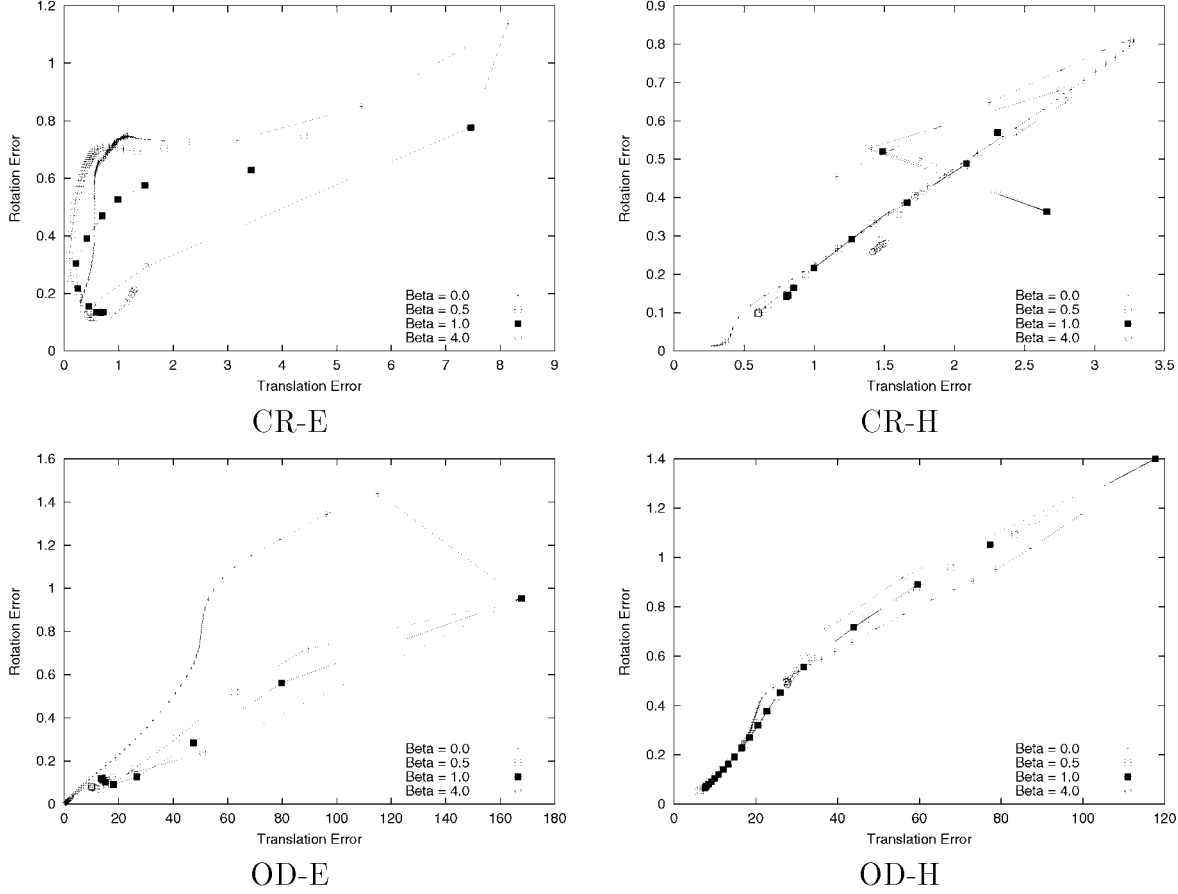 1.2
1
0.8
0.6
0.4
0.2
0
Rotation Error
Beta = 0.0
Beta = 0.5
Beta = 1.0
Beta = 4.0
0 1 2 3 4 5 6 7 8 9
Translation Error
CR-E
0.9
0.8
0.7
0.6
0.5
0.4
0.3
0.2
0.1
0
Rotation Error
Beta = 0.0
Beta = 0.5
Beta = 1.0
Beta = 4.0
0 0.5 1 1.5 2 2.5 3 3.5
Translation Error
CR-H
1.6
1.4
1.2
1
0.8
0.6
0.4
0.2
0
Rotation Error
Beta = 0.0
Beta = 0.5
Beta = 1.0
Beta = 4.0
0 20 40 60 80 100 120 140 160 180
Translation Error
OD-E
1.4
1.2
1
0.8
0.6
0.4
0.2
0
Rotation Error
Beta = 0.0
Beta = 0.5
Beta = 1.0
Beta = 4.0
0 20 40 60 80 100 120
Translation Error
OD-H